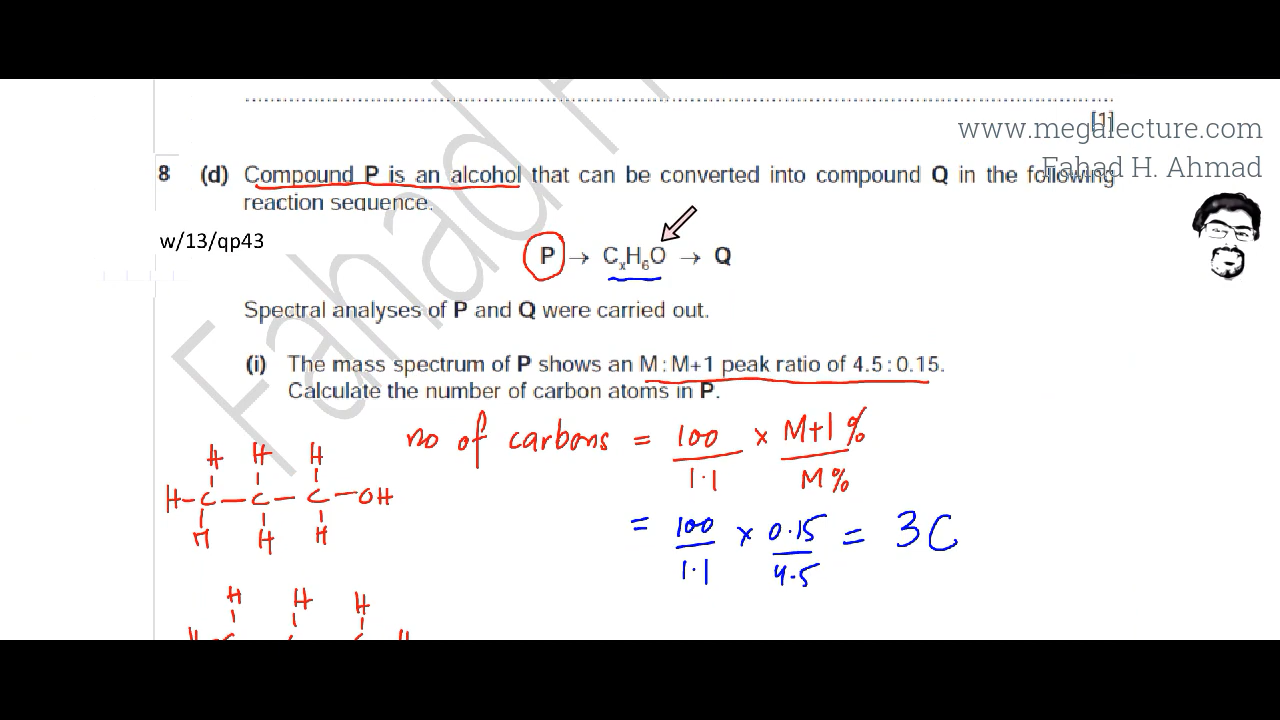 [1]
www.megalecture.com
Fahad H. Ahmad
8 (d) Compound P is an alcohol that can be converted into compound Q in the following
reaction sequence.
w/13/qp43
P → CₓH₆O → Q
Spectral analyses of P and Q were carried out.
(i) The mass spectrum of P shows an M : M+1 peak ratio of 4.5 : 0.15.
Calculate the number of carbon atoms in P.
no of carbons = 100/1.1 × M+1%/M%
= 100/1.1 × 0.15/4.5 = 3C
H H H
H–C–C–C–OH
H H H
H H H
Fahad H